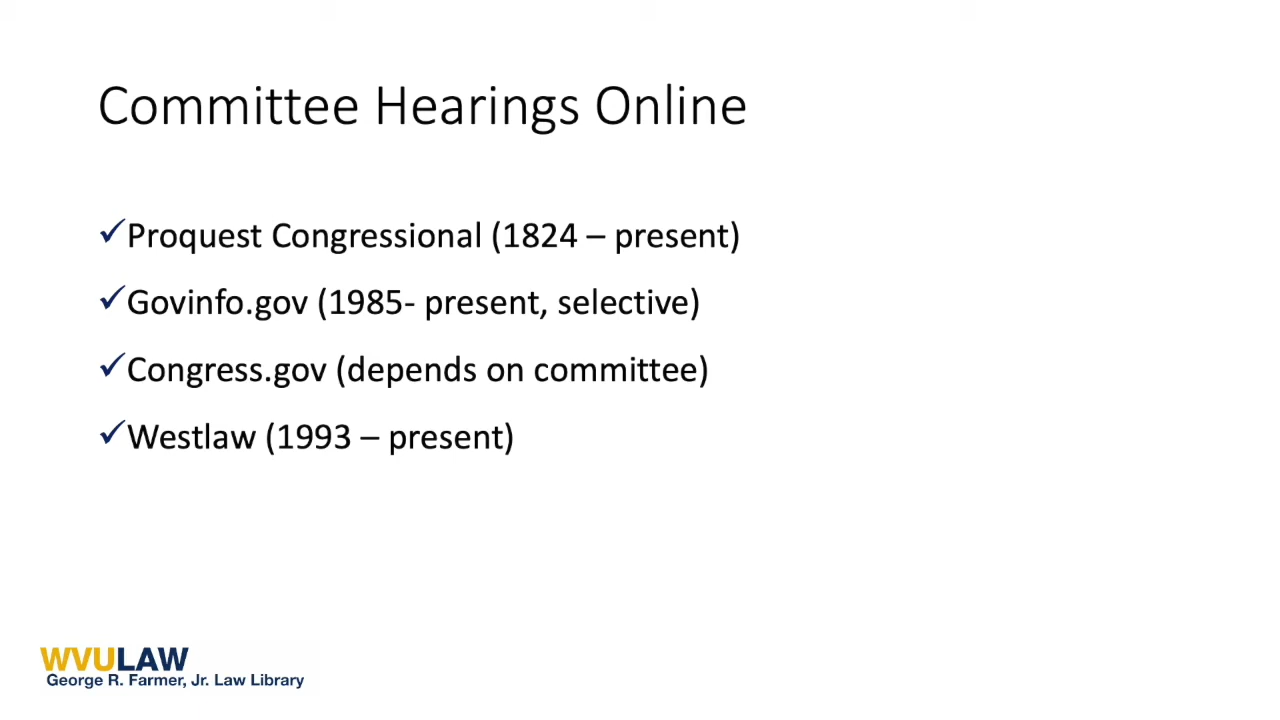 Committee Hearings Online
✓Proquest Congressional (1824 – present)
✓Govinfo.gov (1985- present, selective)
✓Congress.gov (depends on committee)
✓Westlaw (1993 – present)
WVULAW
George R. Farmer, Jr. Law Library